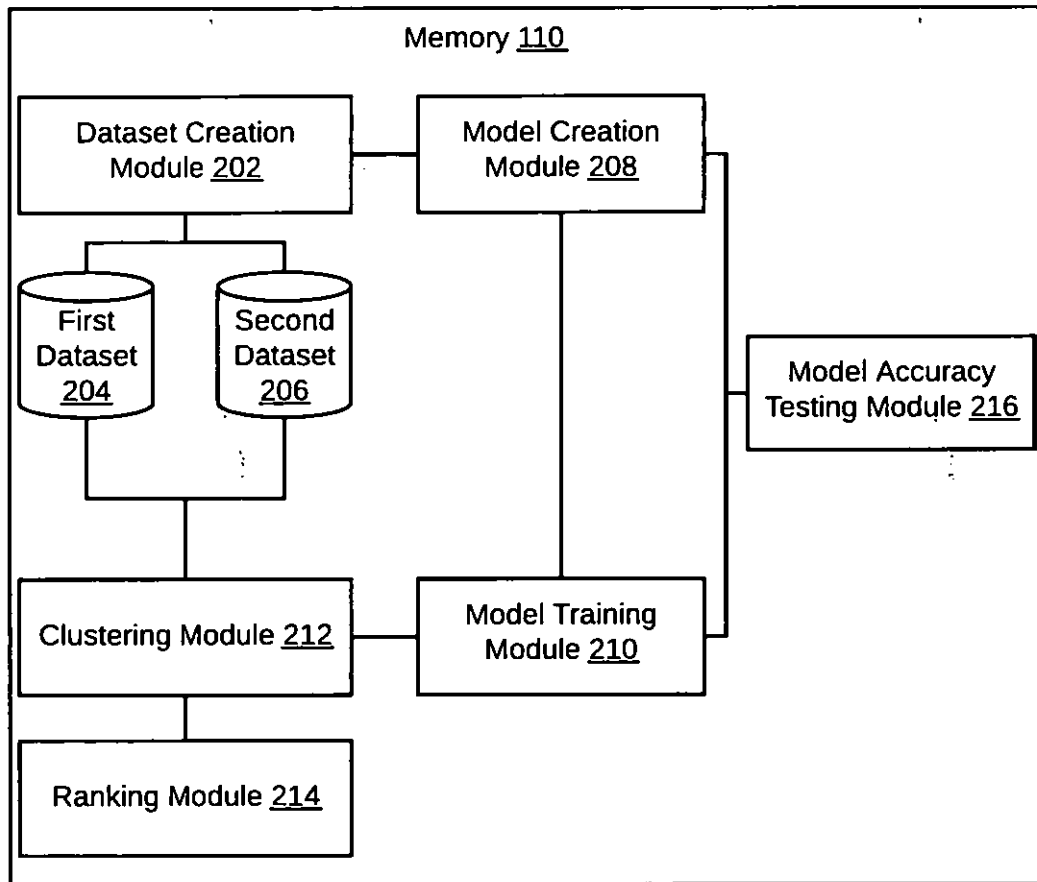 Memory 110
Dataset Creation
Module 202
Model Creation
Module 208
First
Dataset
204
Second
Dataset
206
Model Accuracy
Testing Module 216
Clustering Module 212
Model Training
Module 210
Ranking Module 214